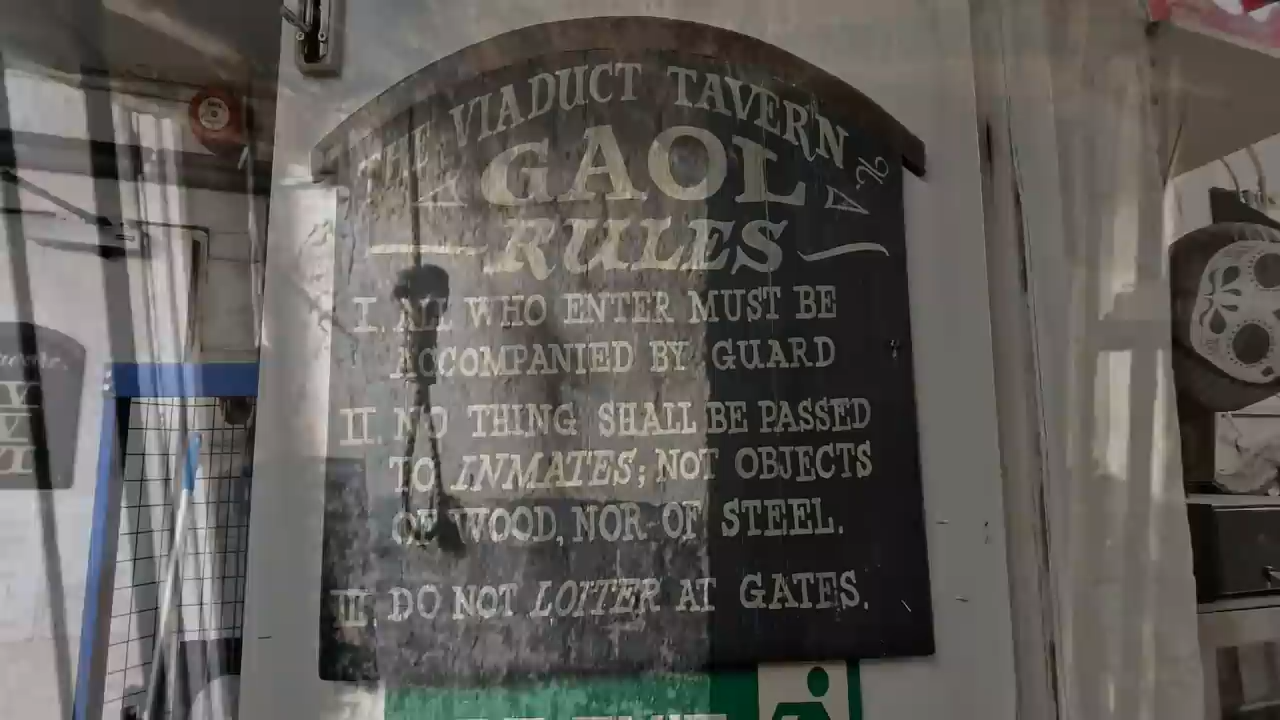 THE VIADUCT TAVERN
GAOL
RULES
I. ALL WHO ENTER MUST BE
ACCOMPANIED BY GUARD
II. NO THING SHALL BE PASSED
TO INMATES; NOT OBJECTS
OF WOOD, NOR OF STEEL.
III. DO NOT LOITER AT GATES.